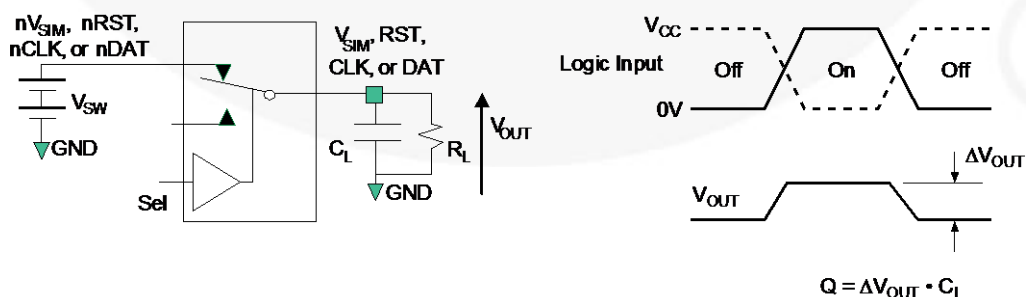 nV_SIM, nRST,
nCLK, or nDAT
V_SW
GND
Sel
V_SIM, RST,
CLK, or DAT
C_L
R_L
GND
V_OUT
V_CC
Logic Input
Off
On
Off
0V
V_OUT
ΔV_OUT
Q = ΔV_OUT • C_L